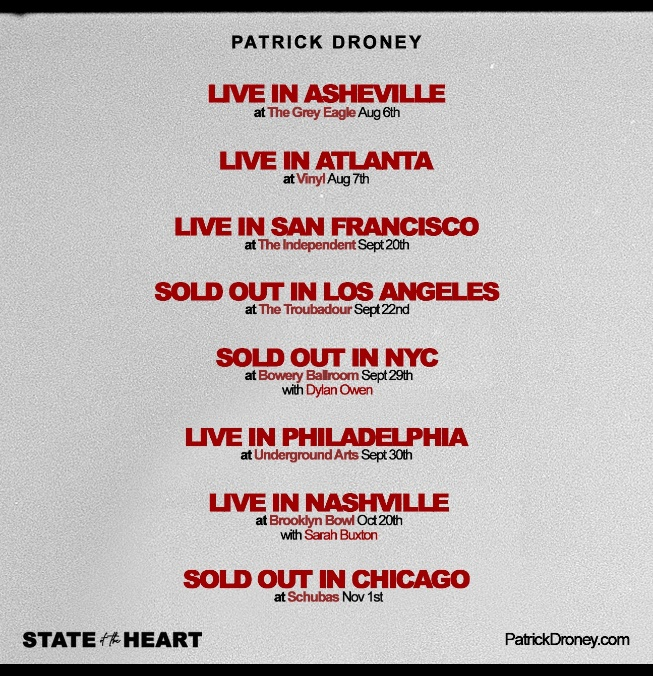 PATRICK DRONEY
LIVE IN ASHEVILLE
at The Grey Eagle Aug 6th
LIVE IN ATLANTA
at Vinyl Aug 7th
LIVE IN SAN FRANCISCO
at The Independent Sept 20th
SOLD OUT IN LOS ANGELES
at The Troubadour Sept 22nd
SOLD OUT IN NYC
at Bowery Ballroom Sept 29th
with Dylan Owen
LIVE IN PHILADELPHIA
at Underground Arts Sept 30th
LIVE IN NASHVILLE
at Brooklyn Bowl Oct 20th
with Sarah Buxton
SOLD OUT IN CHICAGO
at Schubas Nov 1st
STATE of the HEART
PatrickDroney.com